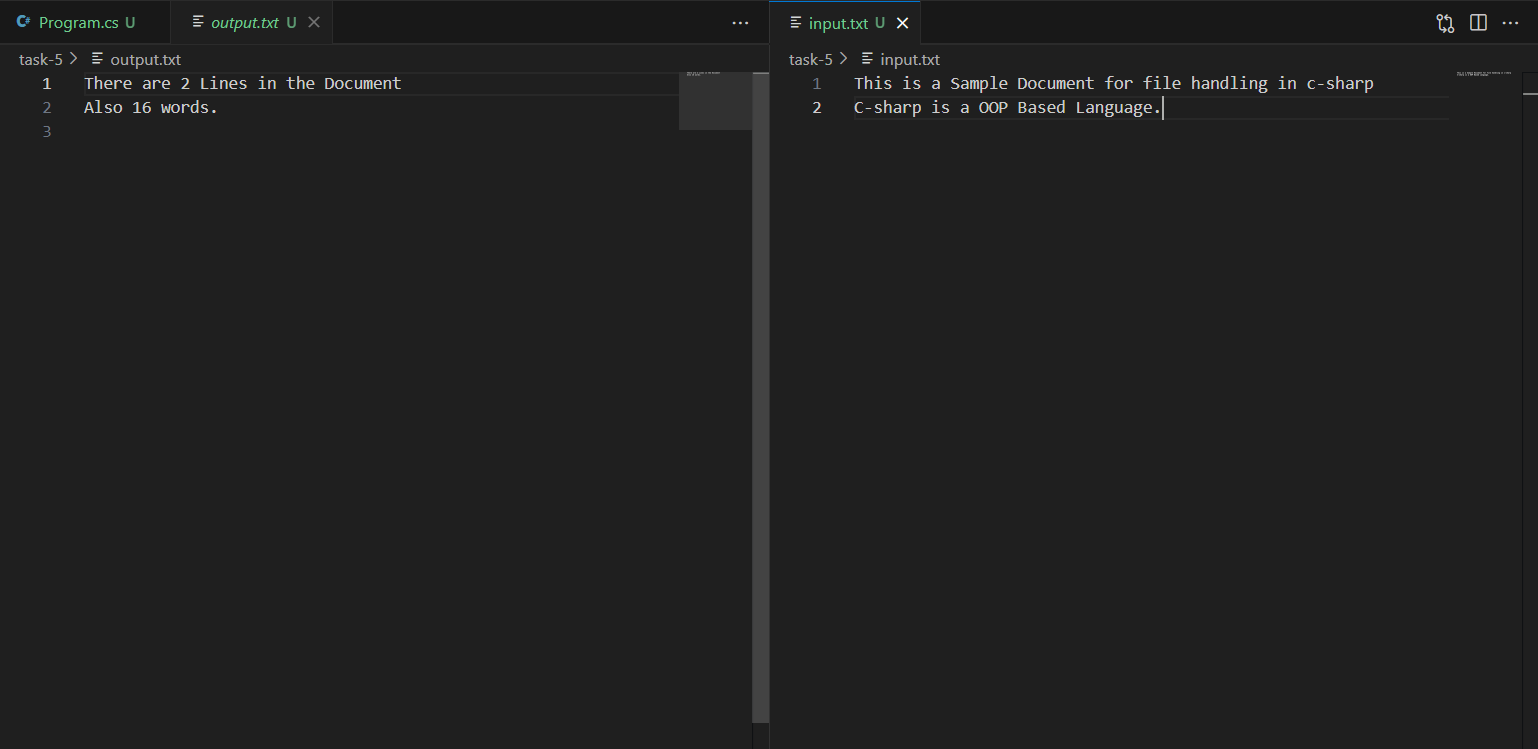 Program.cs U
output.txt U
task-5 > output.txt
1 There are 2 Lines in the Document
2 Also 16 words.
3
input.txt U
task-5 > input.txt
1 This is a Sample Document for file handling in c-sharp
2 C-sharp is a OOP Based Language.